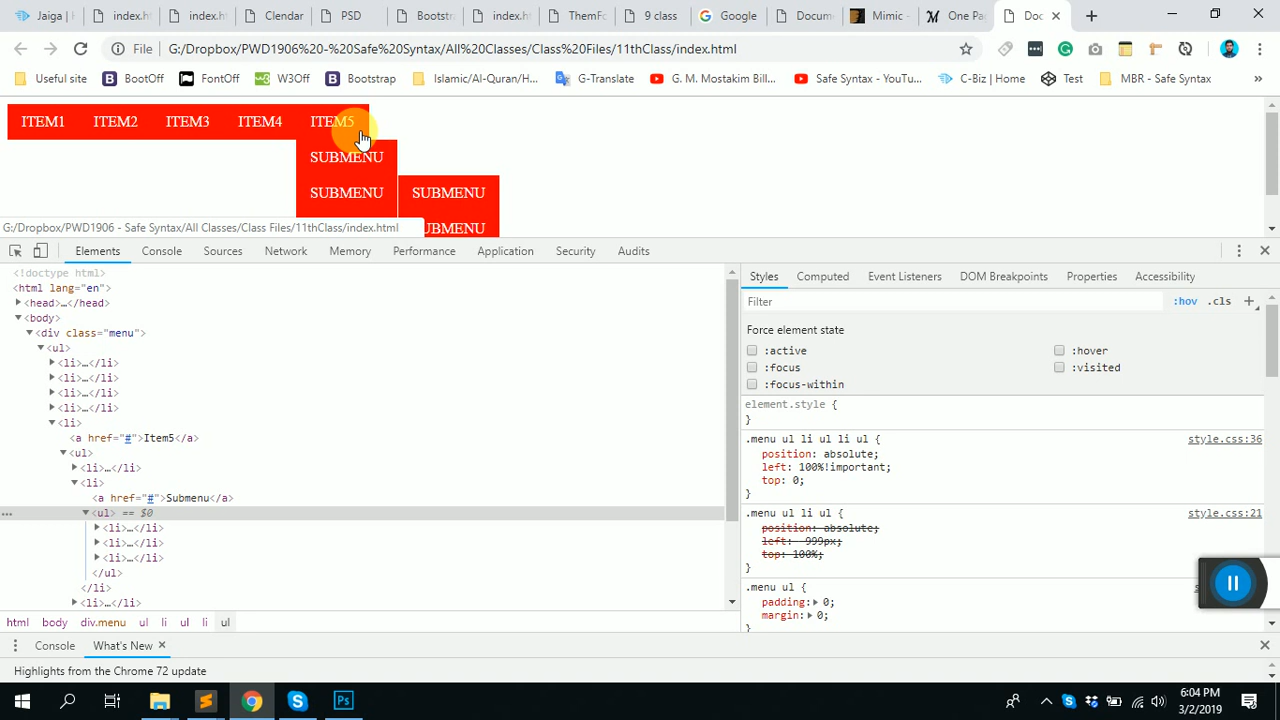 Jaiga | H
index.ht
index.ht
Clendar
PSD
Bootst
index.ht
ThemFo
9 class
Google
Docum
Mimic -
One Pa
Doc
File
G:/Dropbox/PWD1906%20-%20Safe%20Syntax/All%20Classes/Class%20Files/11thClass/index.html
Useful site
BootOff
FontOff
W3Off
Bootstrap
Islamic/Al-Quran/H...
G-Translate
G. M. Mostakim Bill...
Safe Syntax - YouTu...
C-Biz | Home
Test
MBR - Safe Syntax
»
ITEM1 ITEM2 ITEM3 ITEM4 ITEM5
SUBMENU
SUBMENU SUBMENU
SUBMENU
G:/Dropbox/PWD1906 - Safe Syntax/All Classes/Class Files/11thClass/index.html
Elements Console Sources Network Memory Performance Application Security Audits
<!doctype html>
<html lang="en">
<head>…</head>
<body>
<div class="menu">
<ul>
<li>…</li>
<li>…</li>
<li>…</li>
<li>…</li>
<li>
<a href="#">Item5</a>
<ul>
<li>…</li>
<li>
<a href="#">Submenu</a>
<ul> == $0
<li>…</li>
<li>…</li>
<li>…</li>
</ul>
</li>
<li>…</li>
html body div.menu ul li ul li ul
Styles Computed Event Listeners DOM Breakpoints Properties Accessibility
Filter
:hov .cls +
Force element state
:active :hover
:focus :visited
:focus-within
element.style {
}
.menu ul li ul li ul { style.css:36
position: absolute;
left: 100%!important;
top: 0;
}
.menu ul li ul { style.css:21
position: absolute;
left: -999px;
top: 100%;
}
.menu ul {
padding: 0;
margin: 0;
Console What's New
Highlights from the Chrome 72 update
6:04 PM
3/2/2019